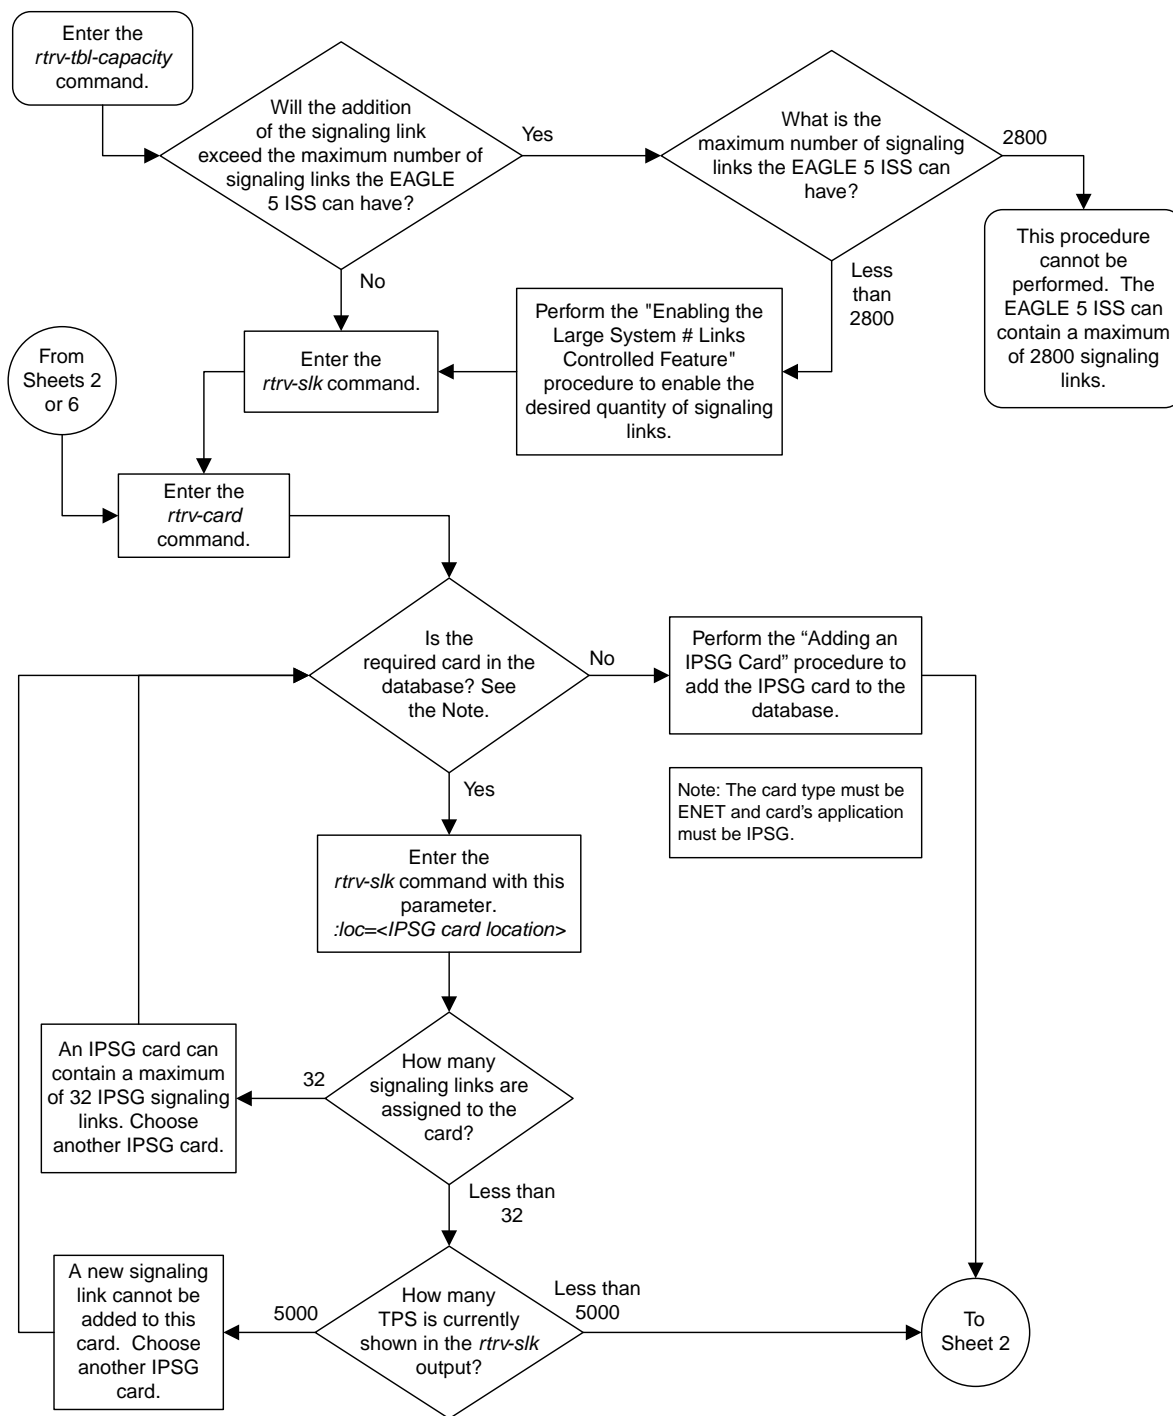 Enter the
rtrv-tbl-capacity
command.
Will the addition
of the signaling link
exceed the maximum number of
signaling links the EAGLE
5 ISS can have?
Yes
What is the
maximum number of signaling
links the EAGLE 5 ISS can
have?
2800
This procedure
cannot be
performed.  The
EAGLE 5 ISS can
contain a maximum
of 2800 signaling
links.
No
Less
than
2800
Perform the "Enabling the
Large System # Links
Controlled Feature"
procedure to enable the
desired quantity of signaling
links.
Enter the
rtrv-slk command.
From
Sheets 2
or 6
Enter the
rtrv-card
command.
Is the
required card in the
database? See
the Note.
No
Perform the “Adding an
IPSG Card” procedure to
add the IPSG card to the
database.
Note: The card type must be
ENET and card's application
must be IPSG.
Yes
Enter the
rtrv-slk command with this
parameter.
:loc=<IPSG card location>
How many
signaling links are
assigned to the
card?
32
An IPSG card can
contain a maximum
of 32 IPSG signaling
links. Choose
another IPSG card.
Less than
32
How many
TPS is currently
shown in the rtrv-slk
output?
5000
A new signaling
link cannot be
added to this
card.  Choose
another IPSG
card.
Less than
5000
To
Sheet 2